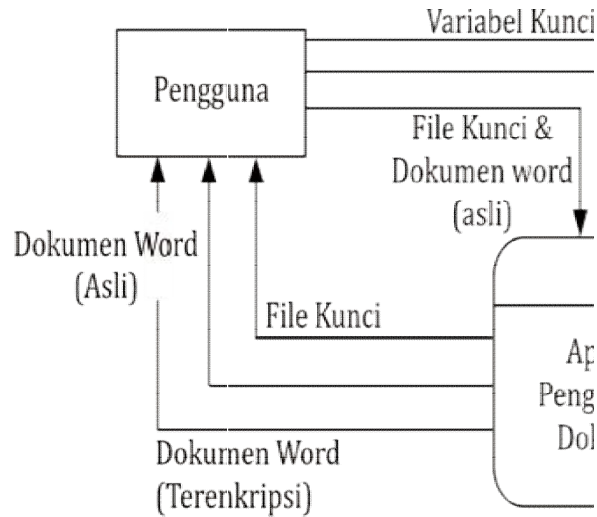 Variabel Kunci
Pengguna
File Kunci &
Dokumen word
(asli)
Dokumen Word
(Asli)
File Kunci
Dokumen Word
(Terenkripsi)